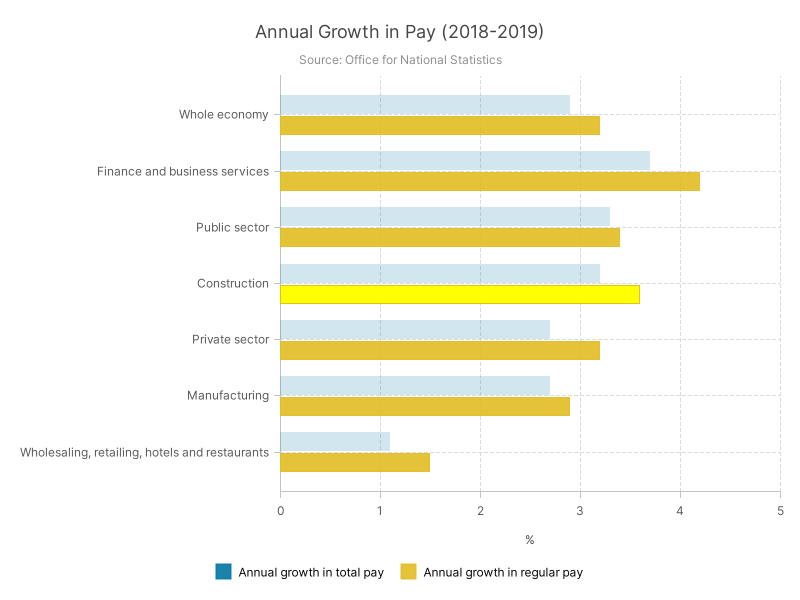 Annual Growth in Pay (2018-2019)
Source: Office for National Statistics
Whole economy
Finance and business services
Public sector
Construction
Private sector
Manufacturing
Wholesaling, retailing, hotels and restaurants
0 1 2 3 4 5
%
Annual growth in total pay Annual growth in regular pay